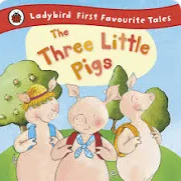 Ladybird First Favourite Tales
The
Three Little
Pigs